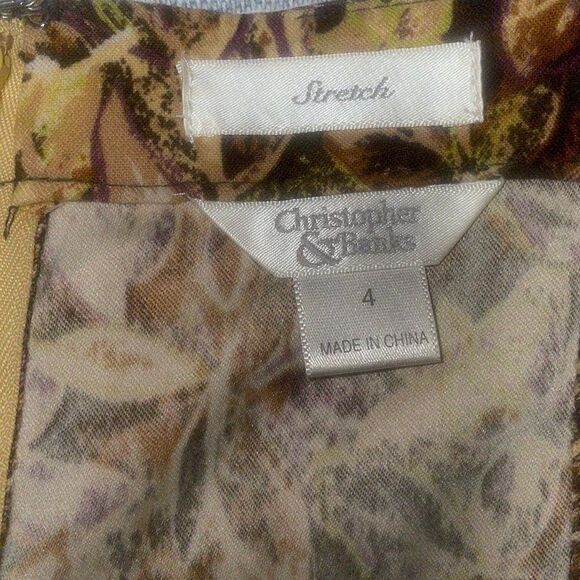 Stretch
Christopher
& Banks
4
MADE IN CHINA